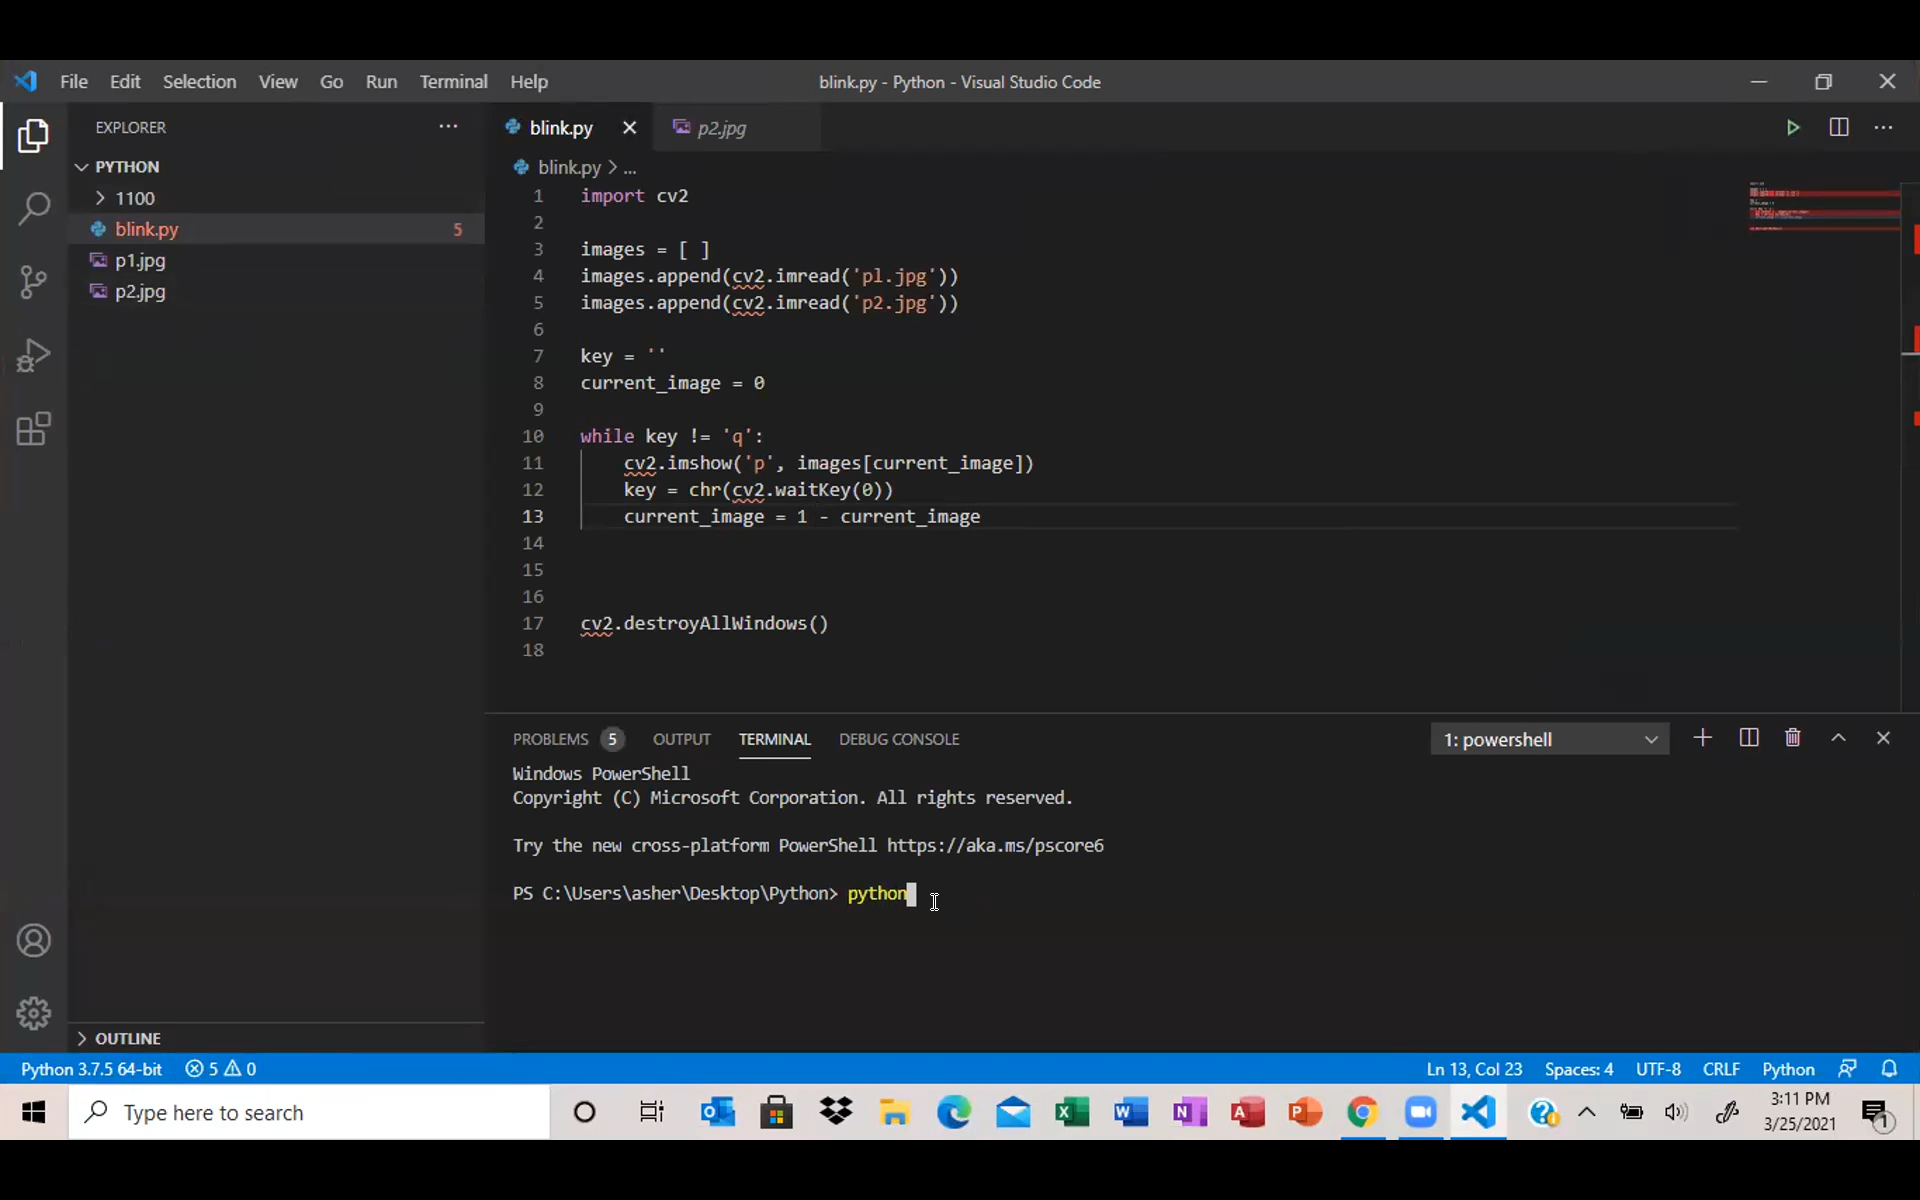 File Edit Selection View Go Run Terminal Help blink.py - Python - Visual Studio Code
EXPLORER ...
blink.py p2.jpg
PYTHON
1100
blink.py 5
p1.jpg
p2.jpg
OUTLINE
blink.py > ...
1 import cv2
2
3 images = [ ]
4 images.append(cv2.imread('pl.jpg'))
5 images.append(cv2.imread('p2.jpg'))
6
7 key = ''
8 current_image = 0
9
10 while key != 'q':
11 cv2.imshow('p', images[current_image])
12 key = chr(cv2.waitKey(0))
13 current_image = 1 - current_image
14
15
16
17 cv2.destroyAllWindows()
18
PROBLEMS 5 OUTPUT TERMINAL DEBUG CONSOLE 1: powershell
Windows PowerShell
Copyright (C) Microsoft Corporation. All rights reserved.
Try the new cross-platform PowerShell https://aka.ms/pscore6
PS C:\Users\asher\Desktop\Python> python
Python 3.7.5 64-bit 5 0 Ln 13, Col 23 Spaces: 4 UTF-8 CRLF Python
Type here to search
3:11 PM
3/25/2021
1